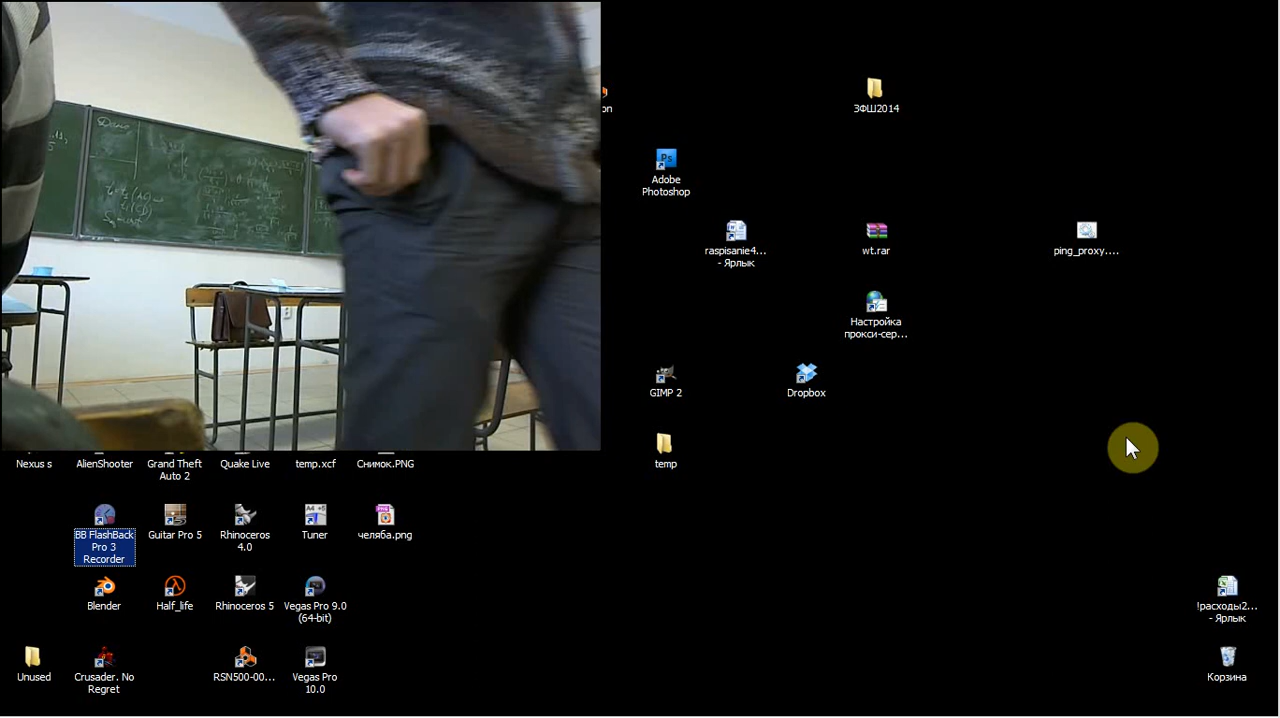 Дано
ЗФШ2014
Adobe
Photoshop
raspisanie4...
- Ярлык
wt.rar
ping_proxy....
Настройка
прокси-сер...
GIMP 2
Dropbox
temp
Nexus s
AlienShooter
Grand Theft
Auto 2
Quake Live
temp.xcf
Снимок.PNG
BB FlashBack
Pro 3
Recorder
Guitar Pro 5
Rhinoceros
4.0
Tuner
челяба.png
Blender
Half_life
Rhinoceros 5
Vegas Pro 9.0
(64-bit)
!расходы2...
- Ярлык
Unused
Crusader. No
Regret
RSN500-00...
Vegas Pro
10.0
Корзина